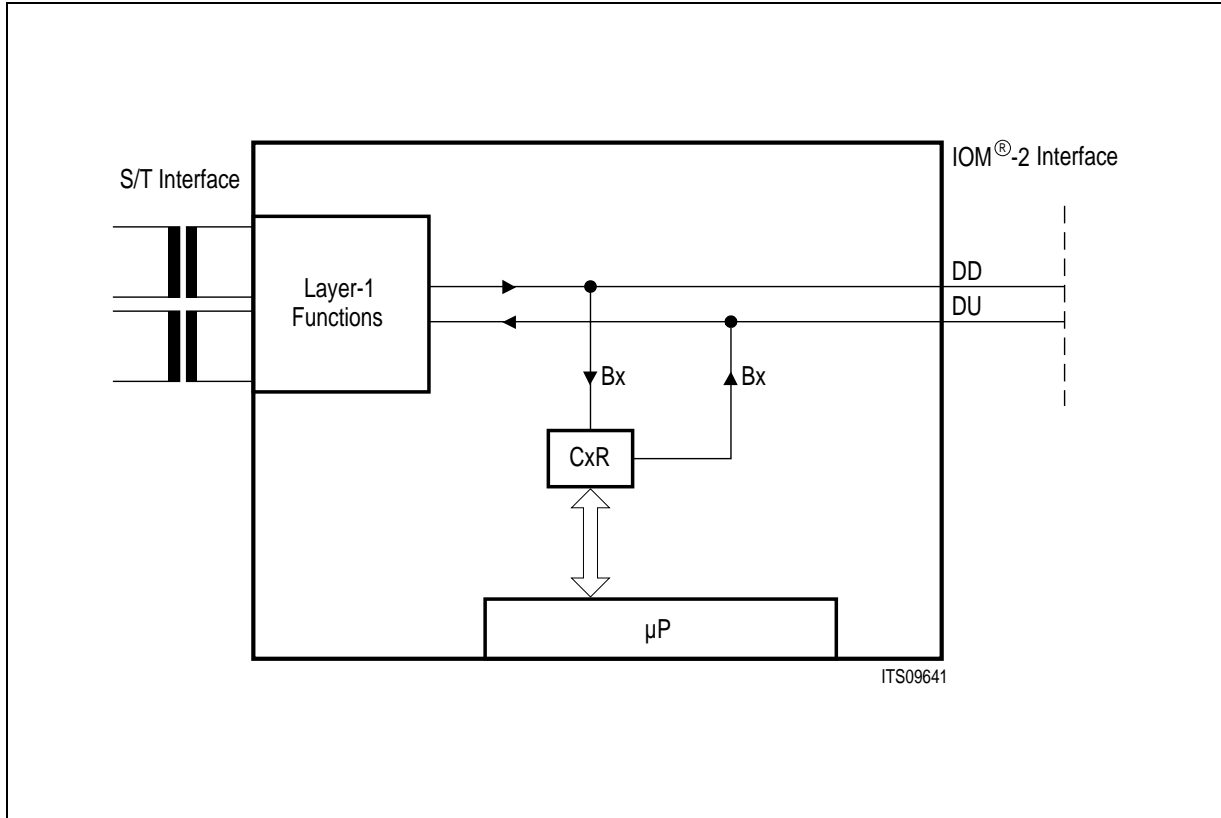 IOM®-2 Interface
S/T Interface
Layer-1
Functions
DD
DU
Bx
Bx
CxR
µP
ITS09641